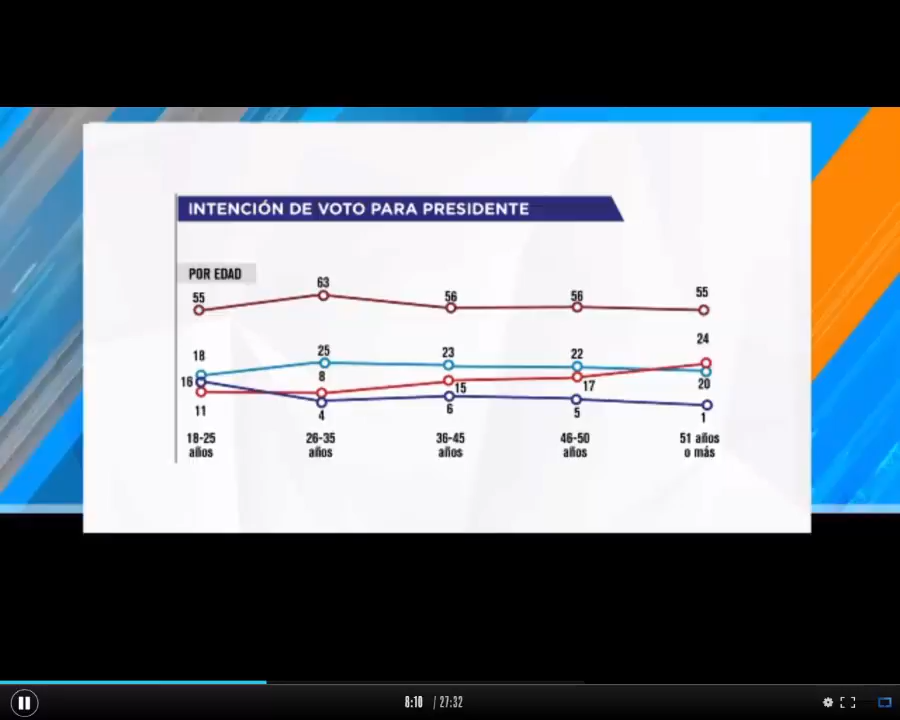 INTENCIÓN DE VOTO PARA PRESIDENTE
POR EDAD
55 63 56 56 55
18 25 23 22 24
16 8 15 17 20
11 4 6 5 1
18-25 26-35 36-45 46-50 51 años
años años años años o más
8:10 / 27:32